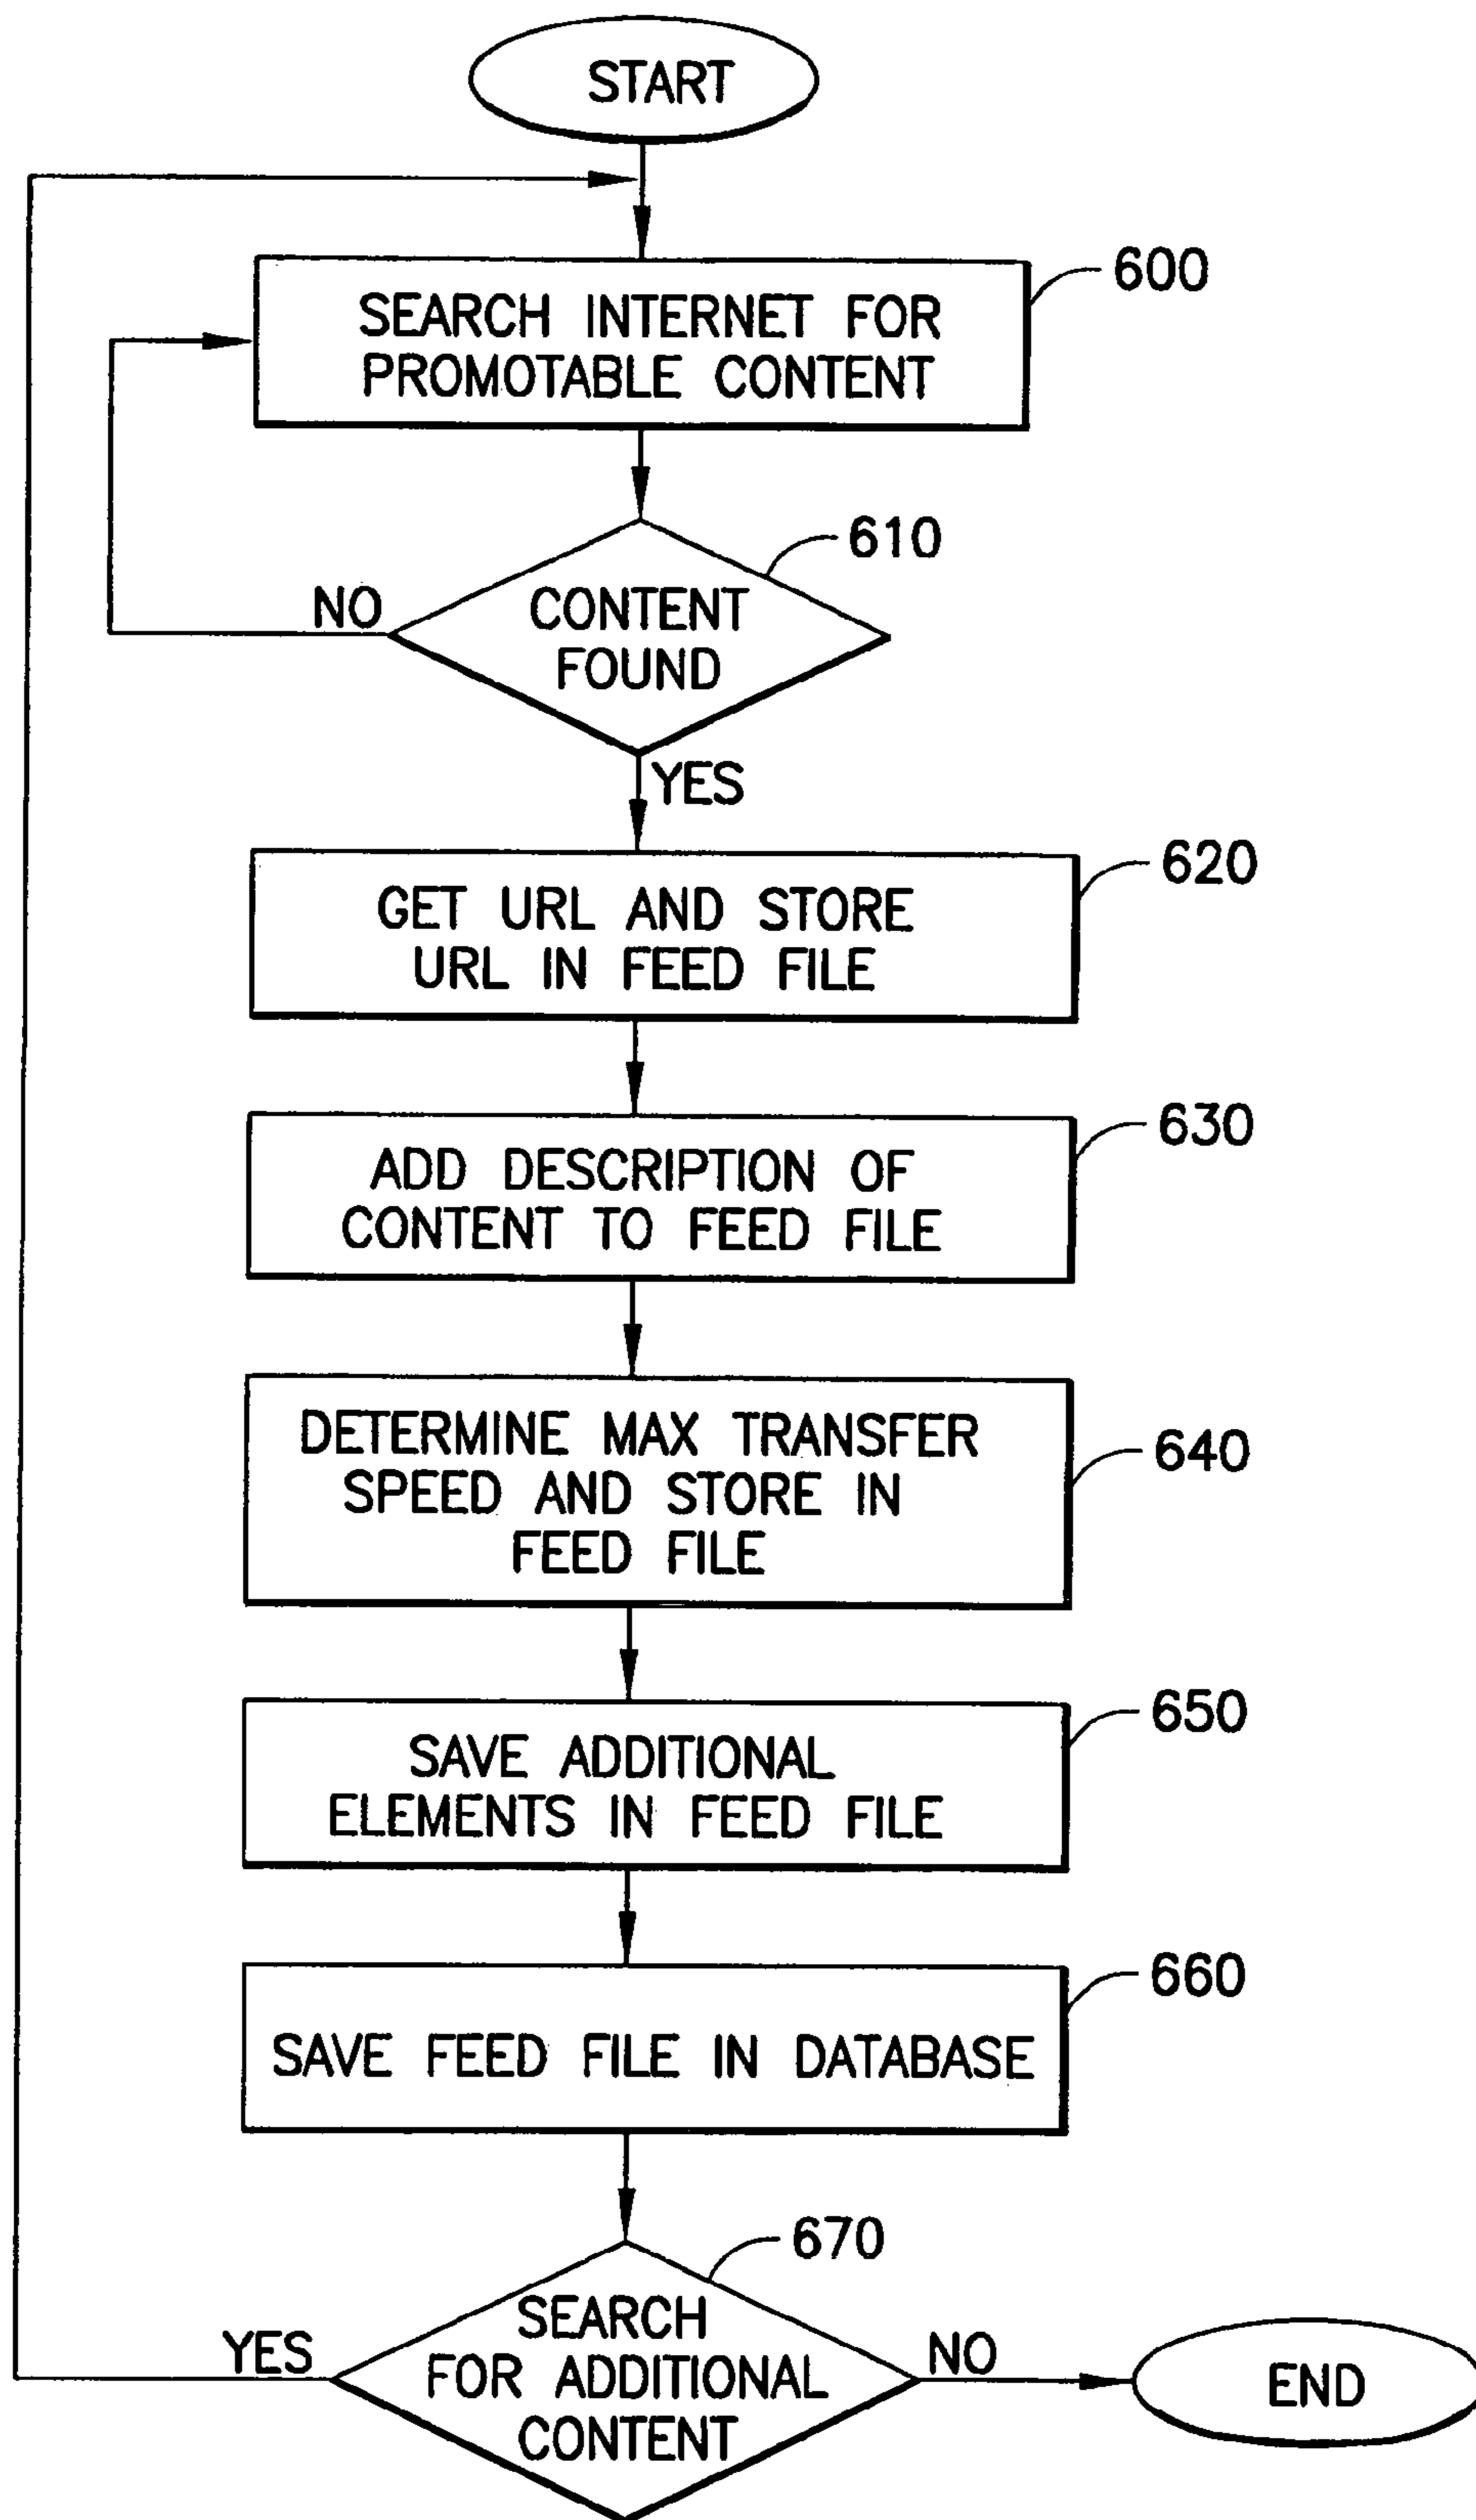 START
600
SEARCH INTERNET FOR
PROMOTABLE CONTENT
610
NO
CONTENT
FOUND
YES
620
GET URL AND STORE
URL IN FEED FILE
630
ADD DESCRIPTION OF
CONTENT TO FEED FILE
640
DETERMINE MAX TRANSFER
SPEED AND STORE IN
FEED FILE
650
SAVE ADDITIONAL
ELEMENTS IN FEED FILE
660
SAVE FEED FILE IN DATABASE
670
YES
SEARCH
FOR ADDITIONAL
CONTENT
NO
END